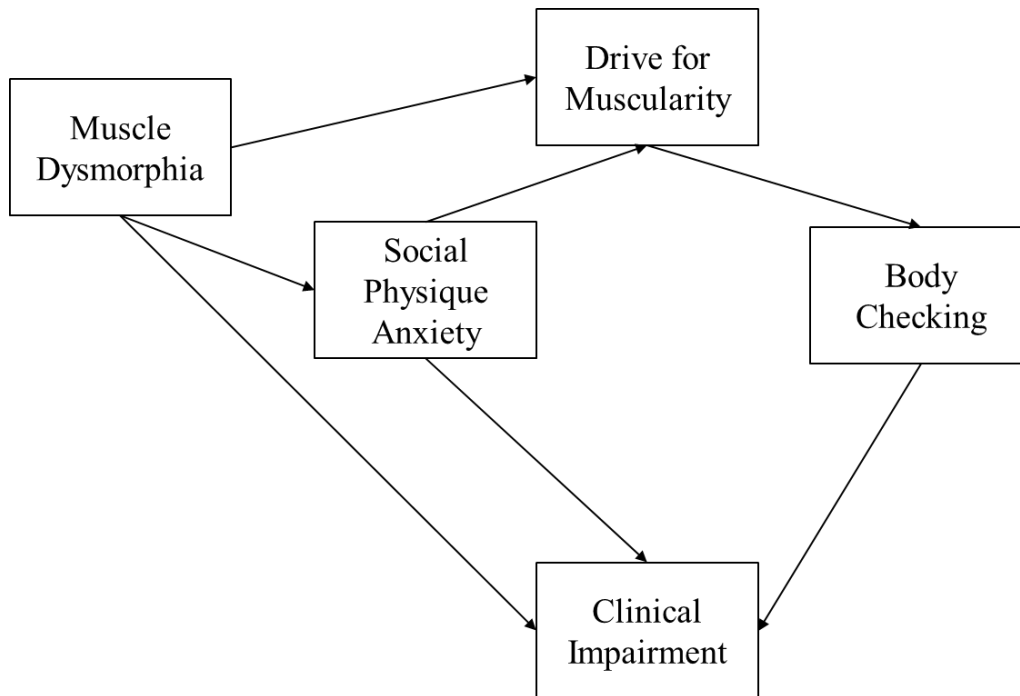 Drive for
Muscularity
Muscle
Dysmorphia
Social
Physique
Anxiety
Body
Checking
Clinical
Impairment